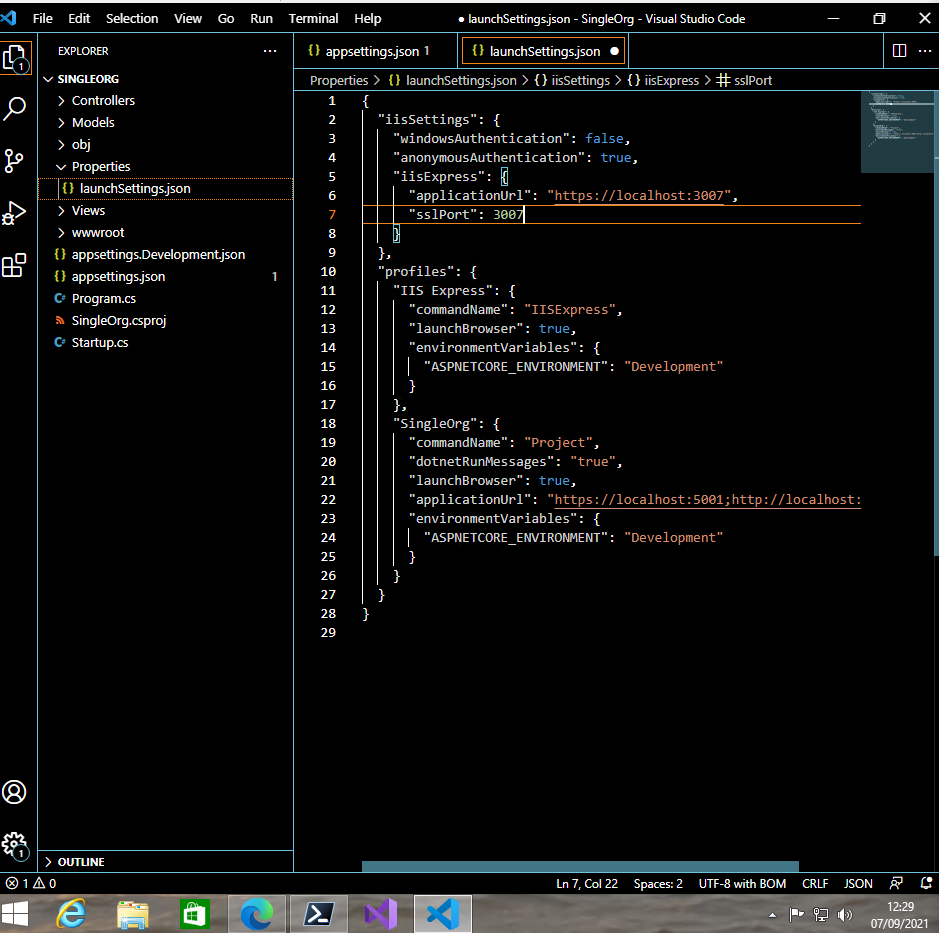 File Edit Selection View Go Run Terminal Help ● launchSettings.json - SingleOrg - Visual Studio Code
EXPLORER ...
SINGLEORG
Controllers
Models
obj
Properties
{} launchSettings.json
Views
wwwroot
{} appsettings.Development.json
{} appsettings.json 1
C# Program.cs
SingleOrg.csproj
C# Startup.cs
OUTLINE
1
1
{} appsettings.json 1 {} launchSettings.json ●
Properties > {} launchSettings.json > {} iisSettings > {} iisExpress > # sslPort
1 {
2 "iisSettings": {
3 "windowsAuthentication": false,
4 "anonymousAuthentication": true,
5 "iisExpress": {
6 "applicationUrl": "https://localhost:3007",
7 "sslPort": 3007
8 }
9 },
10 "profiles": {
11 "IIS Express": {
12 "commandName": "IISExpress",
13 "launchBrowser": true,
14 "environmentVariables": {
15 "ASPNETCORE_ENVIRONMENT": "Development"
16 }
17 },
18 "SingleOrg": {
19 "commandName": "Project",
20 "dotnetRunMessages": "true",
21 "launchBrowser": true,
22 "applicationUrl": "https://localhost:5001;http://localhost:
23 "environmentVariables": {
24 "ASPNETCORE_ENVIRONMENT": "Development"
25 }
26 }
27 }
28 }
29
1 0 Ln 7, Col 22 Spaces: 2 UTF-8 with BOM CRLF JSON
12:29
07/09/2021